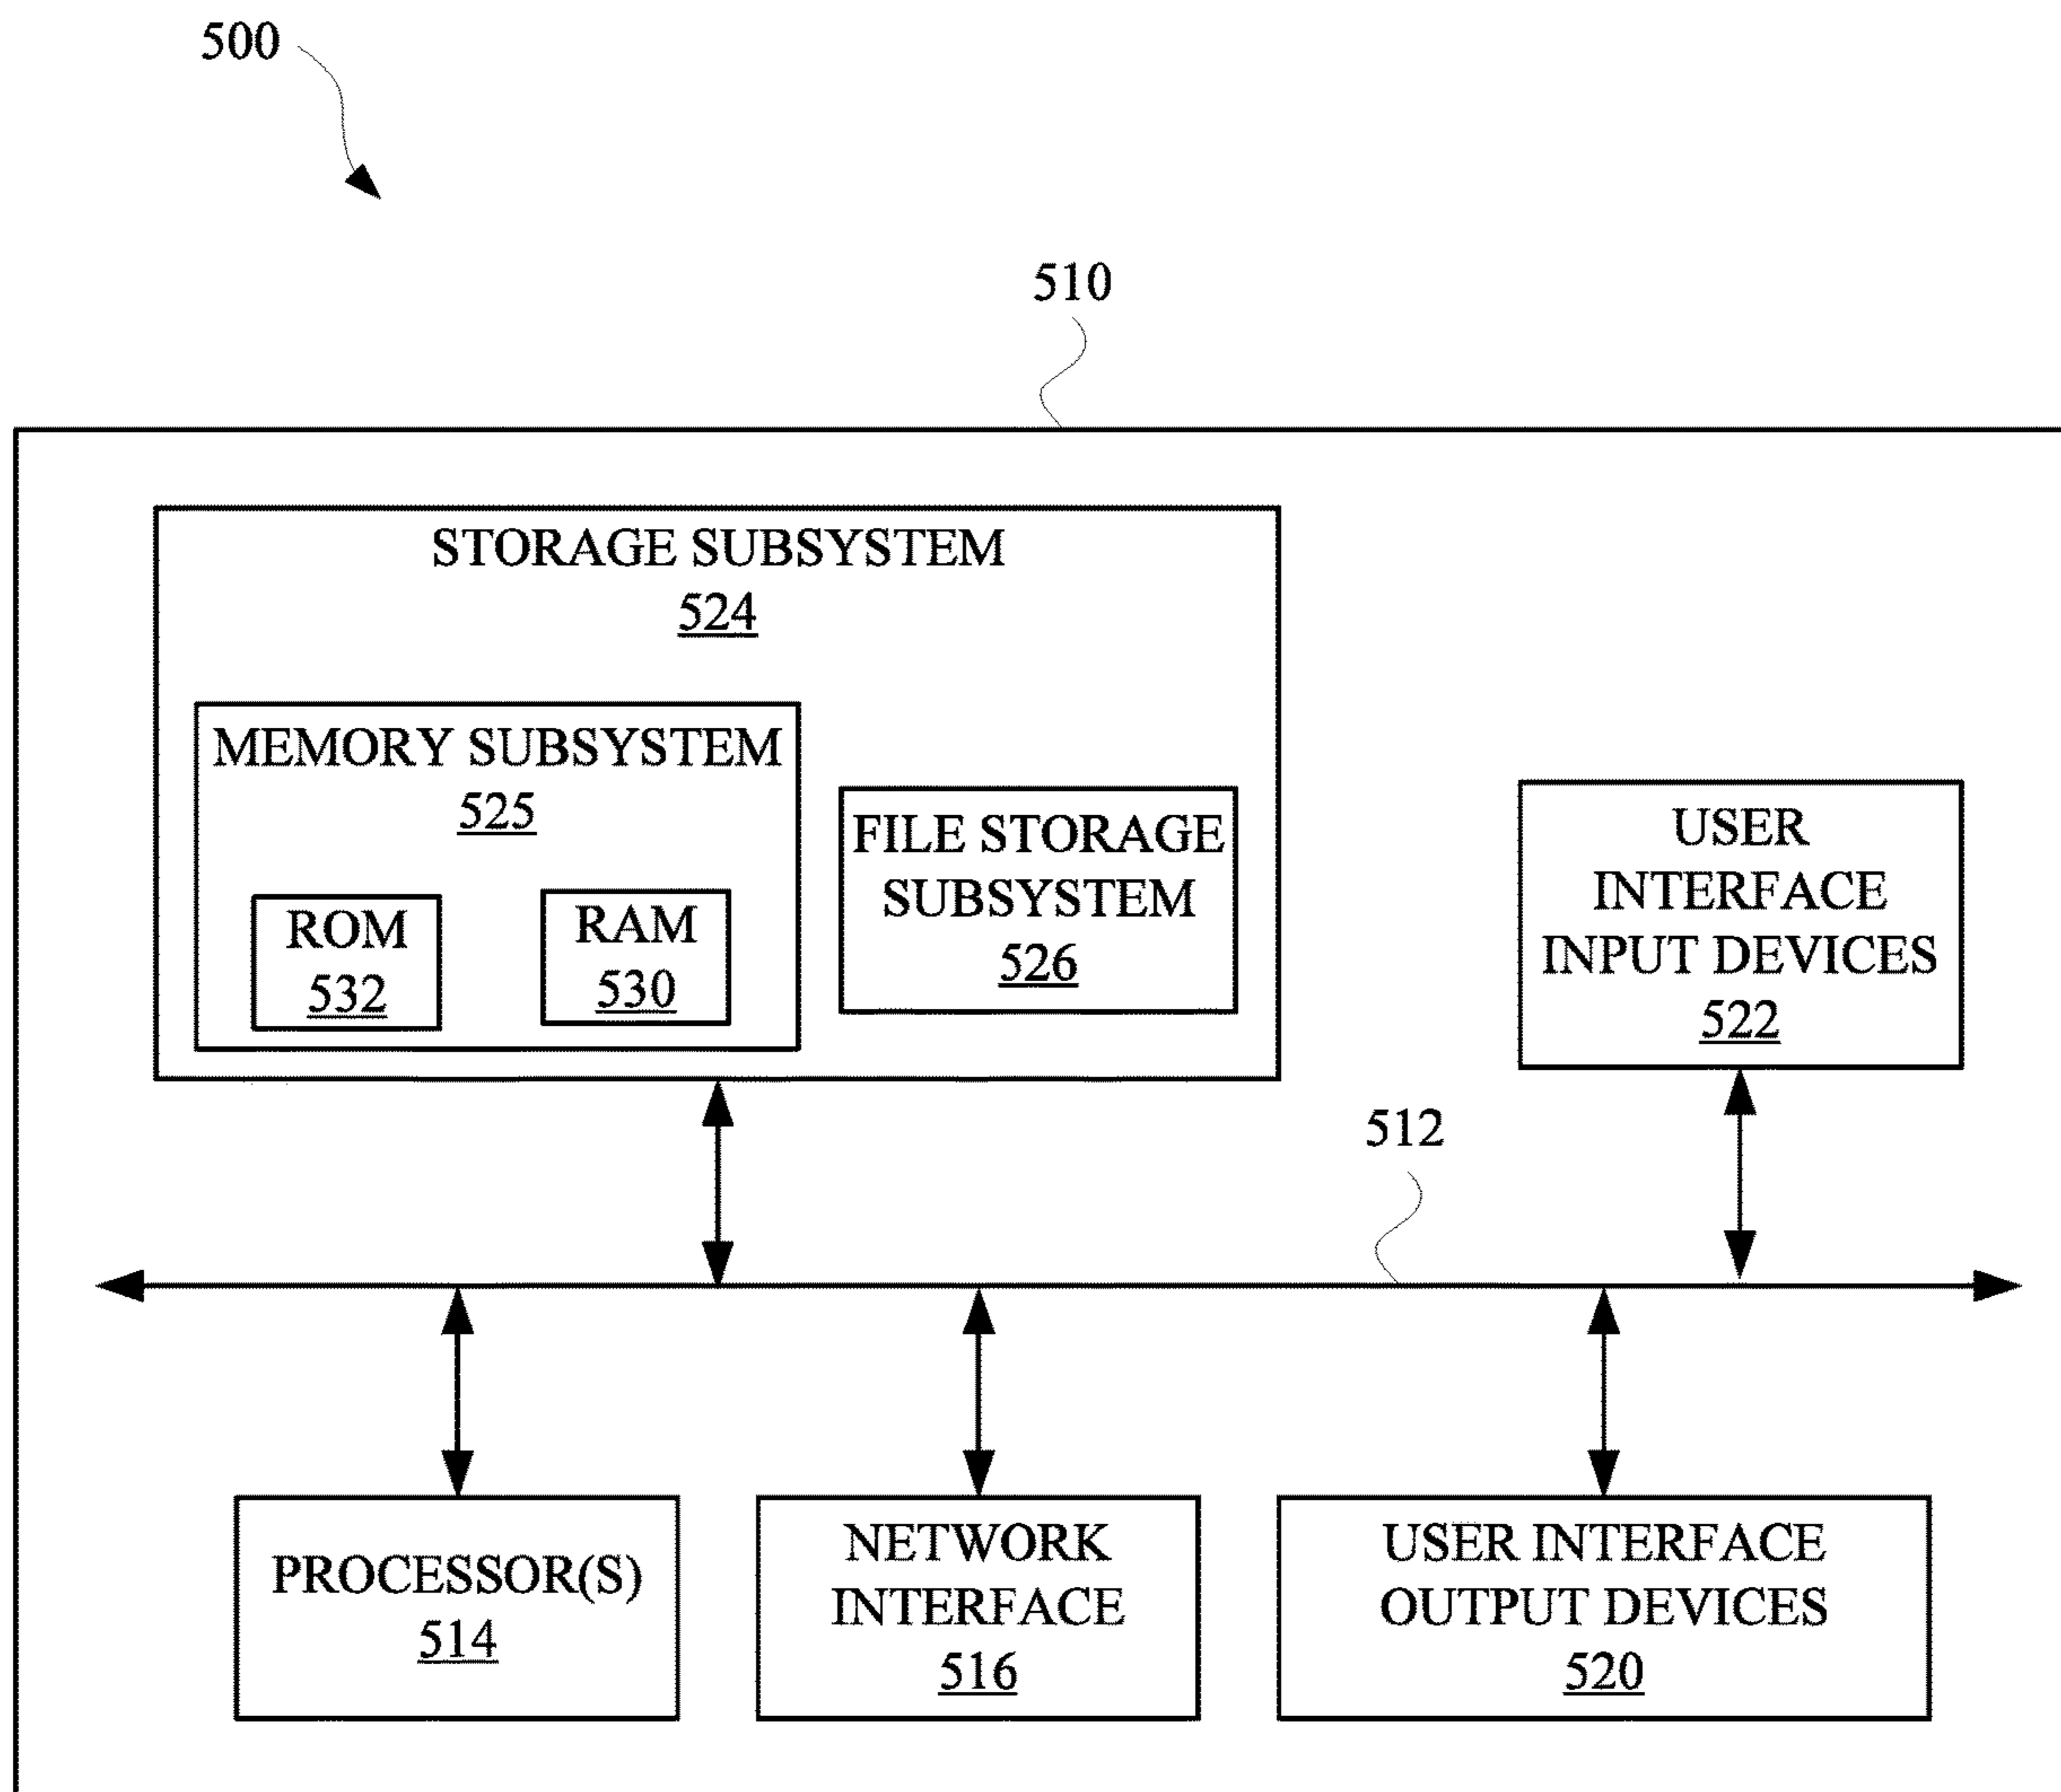 500
510
STORAGE SUBSYSTEM
524
MEMORY SUBSYSTEM
525
ROM
532
RAM
530
FILE STORAGE
SUBSYSTEM
526
USER
INTERFACE
INPUT DEVICES
522
512
PROCESSOR(S)
514
NETWORK
INTERFACE
516
USER INTERFACE
OUTPUT DEVICES
520